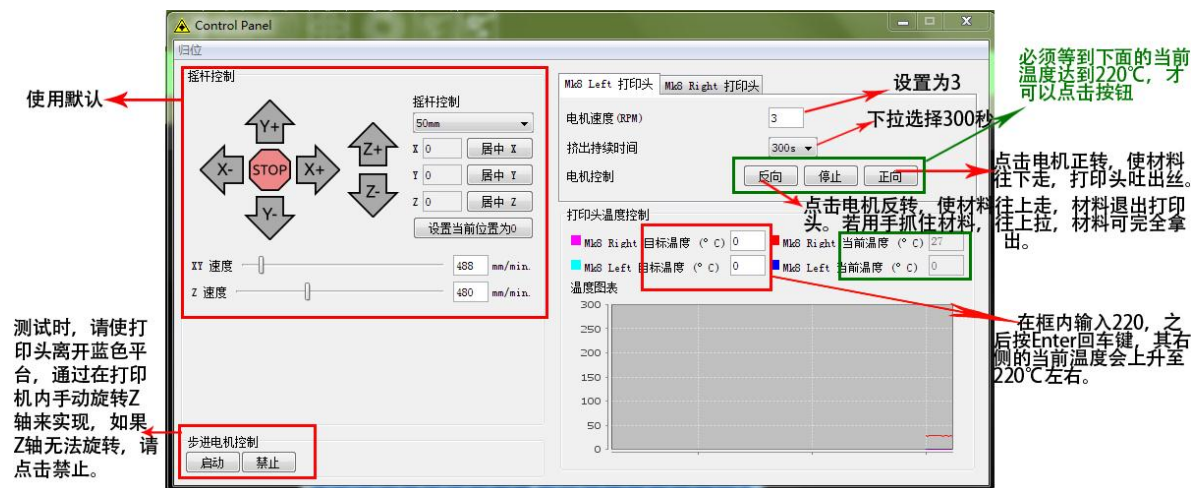 Control Panel
归位
摇杆控制
Y+
X-
STOP
X+
Y-
Z+
Z-
摇杆控制
50mm
X 0 居中 X
Y 0 居中 Y
Z 0 居中 Z
设置当前位置为0
XY 速度 488 mm/min.
Z 速度 480 mm/min.
步进电机控制
启动 禁止
Mk8 Left 打印头 Mk8 Right 打印头
电机速度(RPM) 3
挤出持续时间 300s
电机控制 反向 停止 正向
打印头温度控制
Mk8 Right 目标温度 (° C) 0 Mk8 Right 当前温度 (° C) 27
Mk8 Left 目标温度 (° C) 0 Mk8 Left 当前温度 (° C) 0
温度图表
300
250
200
150
100
50
0
使用默认
测试时，请使打
印头离开蓝色平
台，通过在打印
机内手动旋转Z
轴来实现，如果
Z轴无法旋转，请
点击禁止。
必须等到下面的当前
温度达到220℃，才
可以点击按钮
设置为3
下拉选择300秒
点击电机正转，使材料
往下走，打印头吐出丝。
点击电机反转，使材料往上走，材料退出打印
头。若用手抓住材料，往上拉，材料可完全拿
出。
在框内输入220，之
后按Enter回车键，其右
侧的当前温度会上升至
220℃左右。